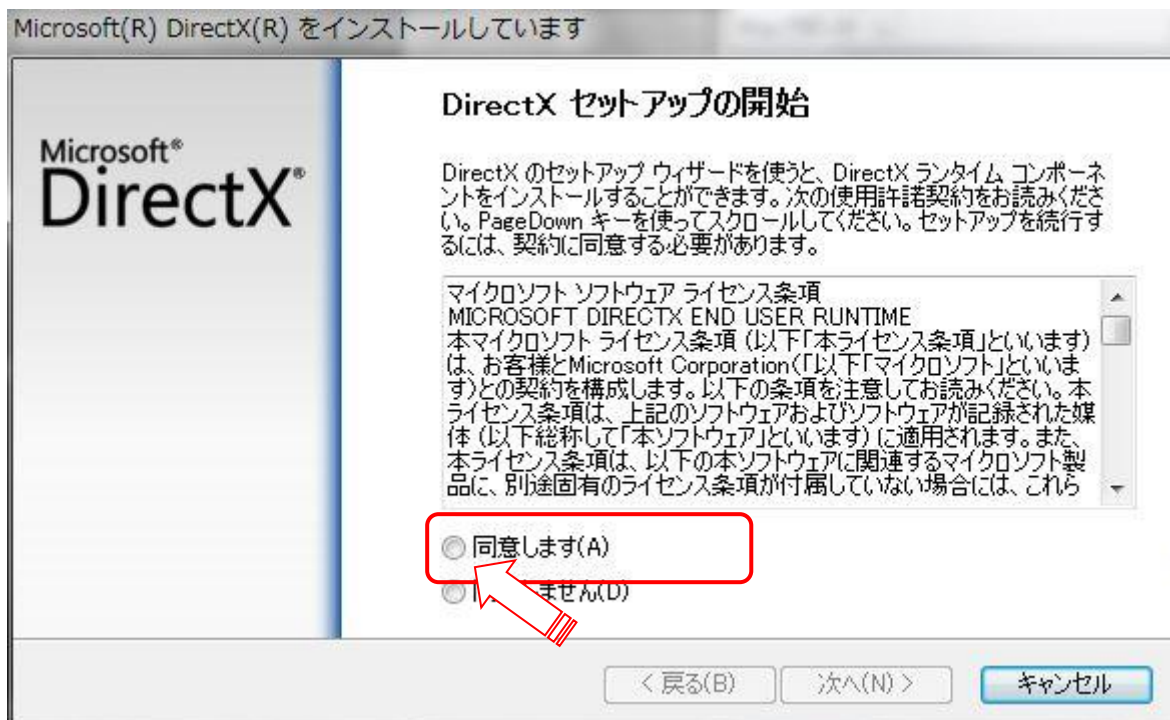 Microsoft(R) DirectX(R) をインストールしています
Microsoft®
DirectX®
DirectX セットアップの開始
DirectX のセットアップ ウィザードを使うと、DirectX ランタイム コンポーネ
ントをインストールすることができます。次の使用許諾契約をお読みくださ
い。PageDown キーを使ってスクロールしてください。セットアップを続行す
るには、契約に同意する必要があります。
マイクロソフト ソフトウェア ライセンス条項
MICROSOFT DIRECTX END USER RUNTIME
本マイクロソフト ライセンス条項 (以下「本ライセンス条項」といいます)
は、お客様とMicrosoft Corporation(「以下「マイクロソフト」といいま
す)との契約を構成します。以下の条項を注意してお読みください。本
ライセンス条項は、上記のソフトウェアおよびソフトウェアが記録された媒
体 (以下総称して「本ソフトウェア」といいます) に適用されます。また、
本ライセンス条項は、以下の本ソフトウェアに関連するマイクロソフト製
品に、別途固有のライセンス条項が付属していない場合には、これら
同意します(A)
ません(D)
< 戻る(B)
次へ(N) >
キャンセル